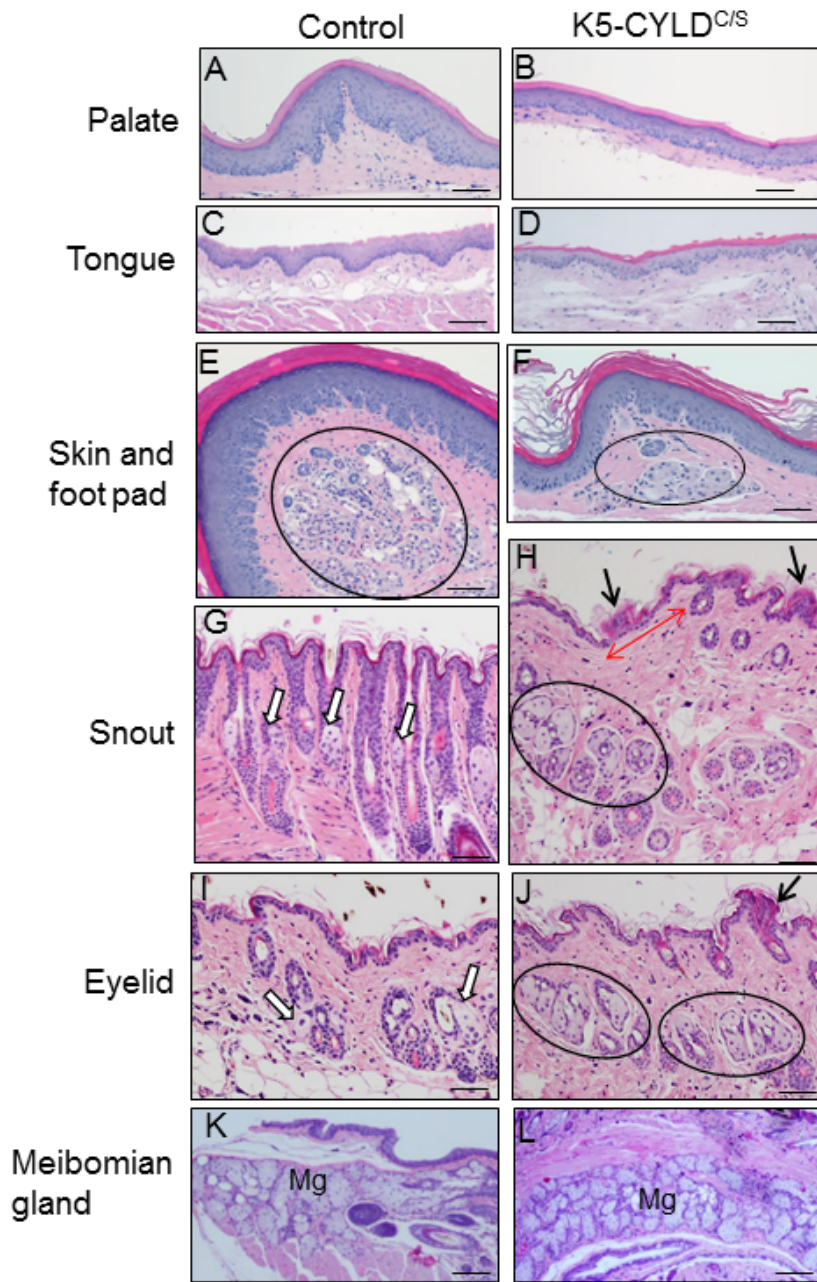 Control K5-CYLD^C/S
Palate A B
Tongue C D
Skin and
foot pad E F
Snout G H
Eyelid I J
Meibomian
gland K Mg L Mg